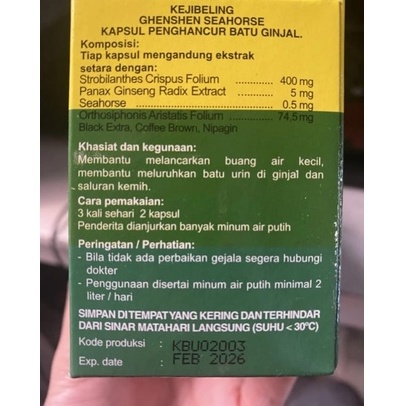 KEJIBELING
GHENSHEN SEAHORSE
KAPSUL PENGHANCUR BATU GINJAL.
Komposisi:
Tiap kapsul mengandung ekstrak
setara dengan:
Strobilanthes Crispus Folium ............ 400 mg
Panax Ginseng Radix Extract ............ 5 mg
Seahorse ............ 0.5 mg
Orthosiphonis Aristatis Folium ............ 74,5 mg
Black Extra, Coffee Brown, Nipagin
Khasiat dan kegunaan:
Membantu melancarkan buang air kecil,
membantu meluruhkan batu urin di ginjal dan
saluran kemih.
Cara pemakaian:
3 kali sehari 2 kapsul
Penderita dianjurkan banyak minum air putih
Peringatan / Perhatian:
- Bila tidak ada perbaikan gejala segera hubungi
dokter
- Penggunaan disertai minum air putih minimal 2
liter / hari
SIMPAN DI TEMPAT YANG KERING DAN TERHINDAR
DARI SINAR MATAHARI LANGSUNG (SUHU < 30°C)
Kode produksi : KBU02003
Exp. date : FEB 2026